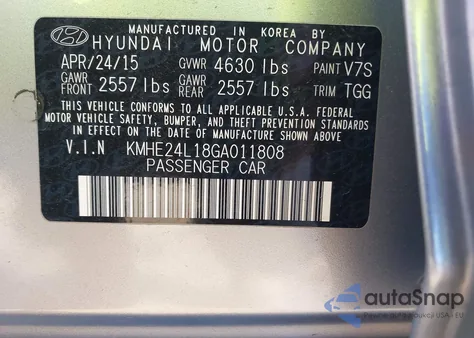 MANUFACTURED IN KOREA BY
HYUNDAI MOTOR COMPANY
APR/24/15 GVWR 4630 lbs PAINT V7S
GAWR FRONT 2557 lbs GAWR REAR 2557 lbs TRIM TGG
THIS VEHICLE CONFORMS TO ALL APPLICABLE U.S.A. FEDERAL
MOTOR VEHICLE SAFETY, BUMPER, AND THEFT PREVENTION STANDARDS
IN EFFECT ON THE DATE OF MANUFACTURE SHOWN ABOVE
V.I.N KMHE24L18GA011808
PASSENGER CAR
autoSnap
USA - EU